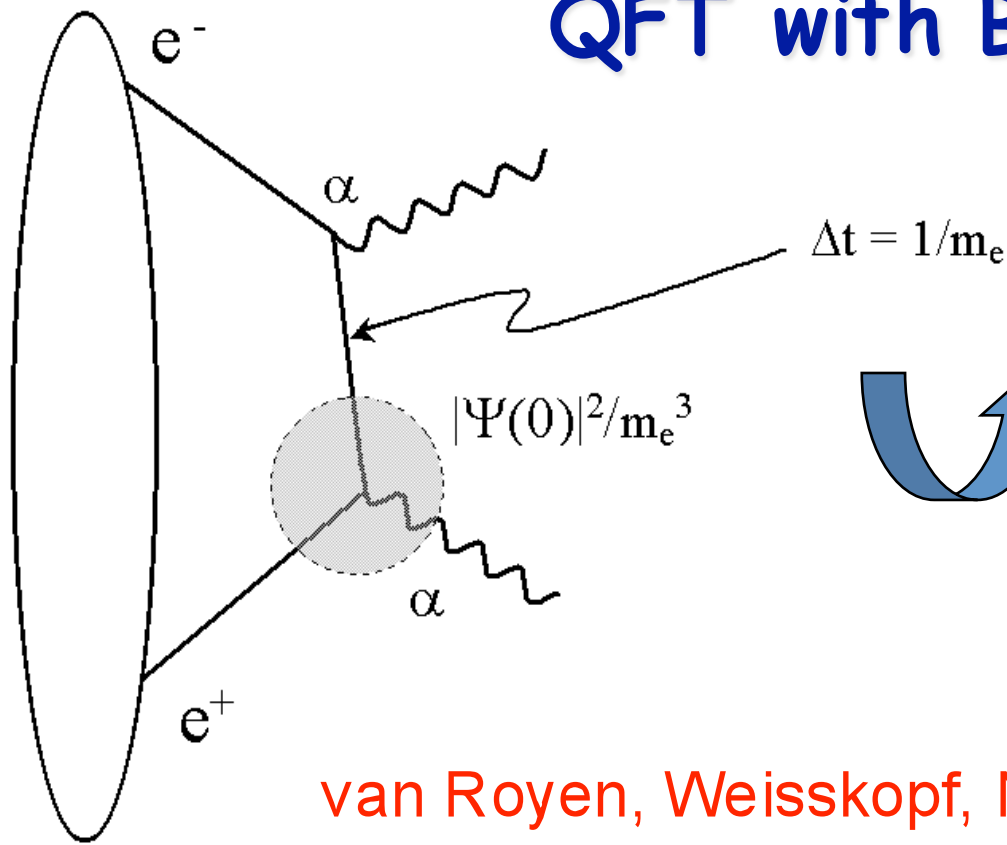 QFT with
e⁻
α
Δt = 1/mₑ
|Ψ(0)|²/mₑ³
α
e⁺
van Royen, Weisskopf,